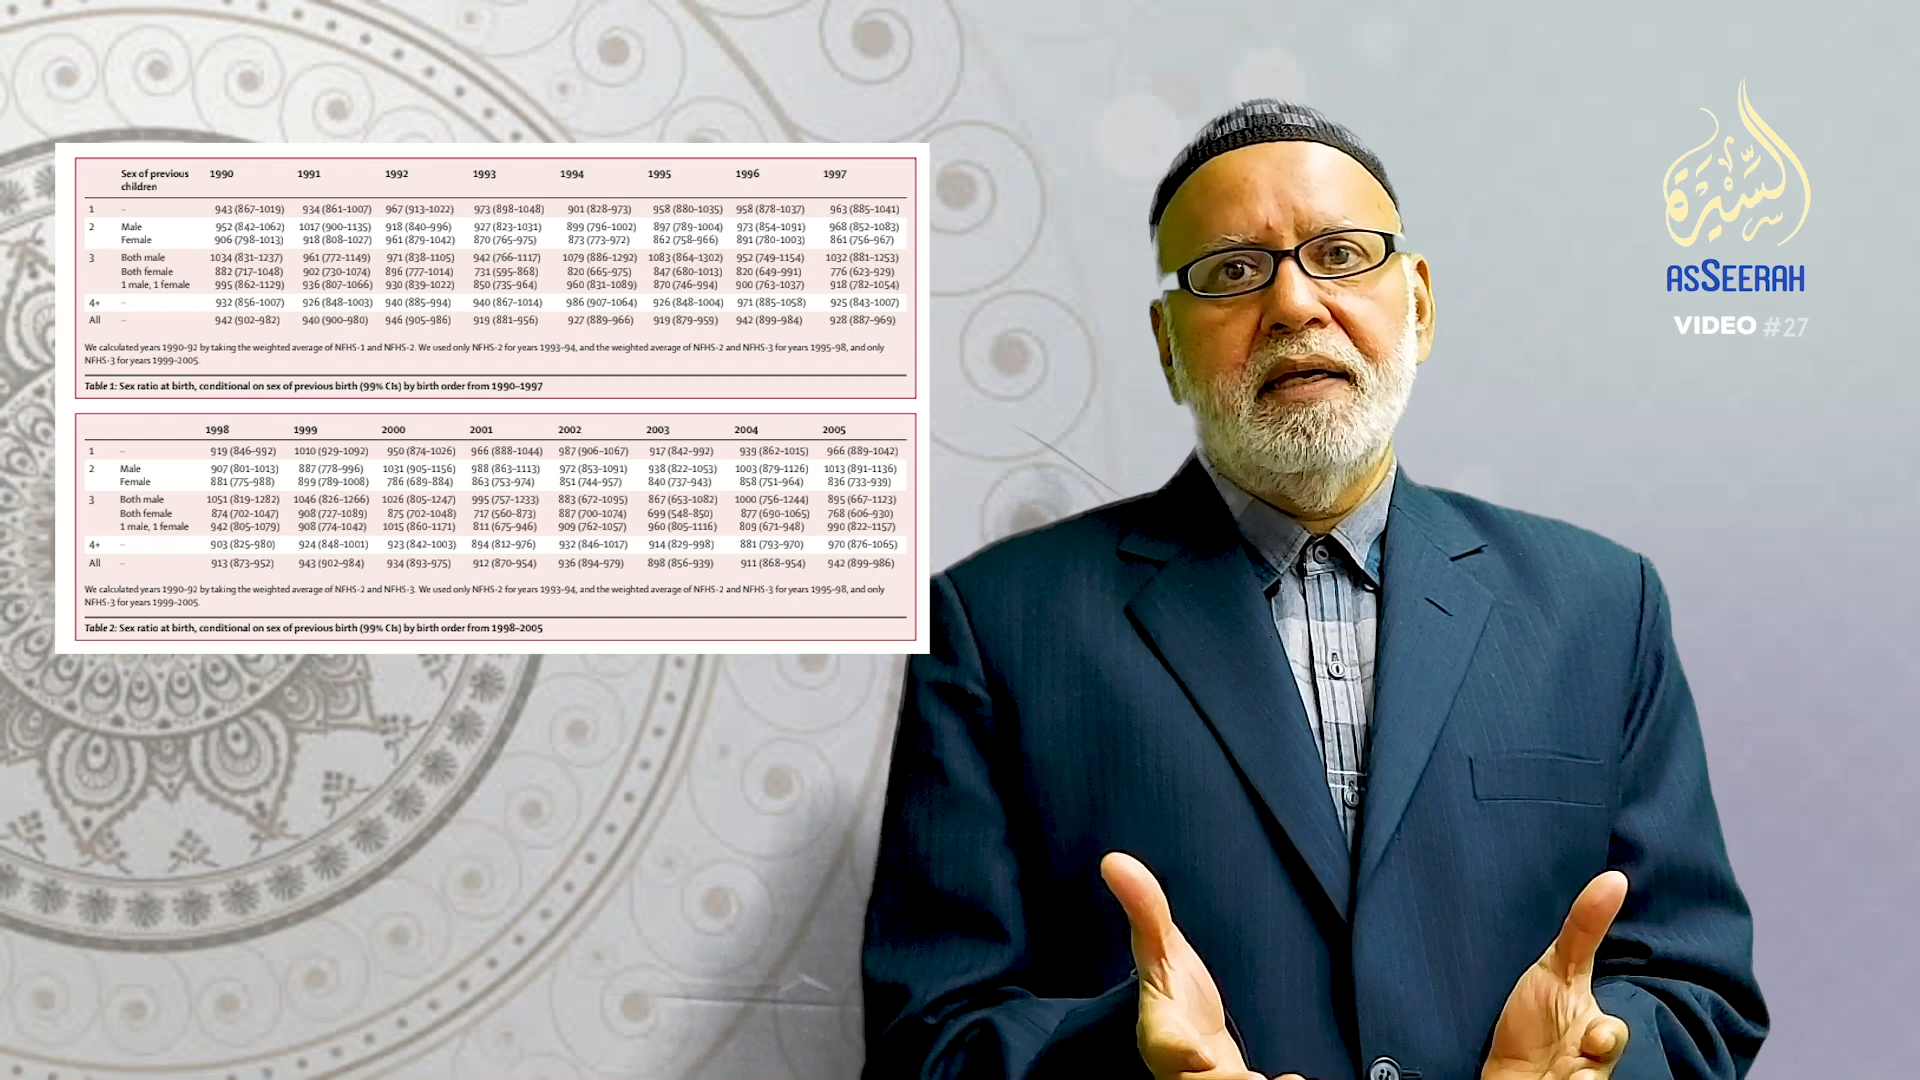 Sex of previous children 1990 1991 1992 1993 1994 1995 1996 1997
1 .. 943 (867–1019) 934 (861–1007) 967 (913–1022) 973 (898–1048) 901 (828–973) 958 (880–1035) 958 (878–1037) 963 (885–1041)
2 Male 952 (842–1062) 1017 (900–1135) 918 (840–996) 927 (823–1031) 899 (796–1002) 897 (789–1004) 973 (854–1091) 968 (852–1083)
Female 906 (798–1013) 918 (808–1027) 961 (879–1042) 870 (765–975) 873 (773–972) 862 (758–966) 891 (780–1003) 861 (756–967)
3 Both male 1034 (831–1237) 961 (772–1149) 971 (838–1105) 942 (766–1117) 1079 (886–1292) 1083 (864–1302) 952 (749–1154) 1032 (881–1253)
Both female 882 (717–1048) 902 (730–1074) 896 (777–1014) 731 (595–868) 820 (665–975) 847 (680–1013) 820 (649–991) 776 (623–929)
1 male, 1 female 995 (862–1129) 936 (807–1066) 930 (839–1022) 850 (735–964) 960 (831–1089) 870 (746–994) 900 (763–1037) 918 (782–1054)
4+ .. 932 (856–1007) 926 (848–1003) 940 (885–994) 940 (867–1014) 986 (907–1064) 926 (848–1004) 971 (885–1058) 925 (843–1007)
All .. 942 (902–982) 940 (900–980) 946 (905–986) 919 (881–956) 927 (889–966) 919 (879–959) 942 (899–984) 928 (887–969)
We calculated years 1990–92 by taking the weighted average of NFHS-1 and NFHS-2. We used only NFHS-2 for years 1993–94, and the weighted average of NFHS-2 and NFHS-3 for years 1995–98, and only
NFHS-3 for years 1999–2005.
Table 1: Sex ratio at birth, conditional on sex of previous birth (99% CIs) by birth order from 1990–1997
1998 1999 2000 2001 2002 2003 2004 2005
1 .. 919 (846–992) 1010 (929–1092) 950 (874–1026) 966 (888–1044) 987 (906–1067) 917 (842–992) 939 (862–1015) 966 (889–1042)
2 Male 907 (801–1013) 887 (778–996) 1031 (905–1156) 988 (863–1113) 972 (853–1091) 938 (822–1053) 1003 (879–1126) 1013 (891–1136)
Female 881 (775–988) 899 (789–1008) 786 (689–884) 863 (753–974) 851 (744–957) 840 (737–943) 858 (751–964) 836 (733–939)
3 Both male 1051 (819–1282) 1046 (826–1266) 1026 (805–1247) 995 (757–1233) 883 (672–1095) 867 (653–1082) 1000 (756–1244) 895 (667–1123)
Both female 874 (702–1047) 908 (727–1089) 875 (702–1048) 717 (560–873) 887 (700–1074) 699 (548–850) 877 (690–1065) 768 (606–930)
1 male, 1 female 942 (805–1079) 908 (774–1042) 1015 (860–1171) 811 (675–946) 909 (762–1057) 960 (805–1116) 809 (671–948) 990 (822–1157)
4+ .. 903 (825–980) 924 (848–1001) 923 (842–1003) 894 (812–976) 932 (846–1017) 914 (829–998) 881 (793–970) 970 (876–1065)
All .. 913 (873–952) 943 (902–984) 934 (893–975) 912 (870–954) 936 (894–979) 898 (856–939) 911 (868–954) 942 (899–986)
We calculated years 1990–92 by taking the weighted average of NFHS-2 and NFHS-3. We used only NFHS-2 for years 1993–94, and the weighted average of NFHS-2 and NFHS-3 for years 1995–98, and only
NFHS-3 for years 1999–2005.
Table 2: Sex ratio at birth, conditional on sex of previous birth (99% CIs) by birth order from 1998–2005
السِّيْرَة
ASSEERAH
VIDEO #27